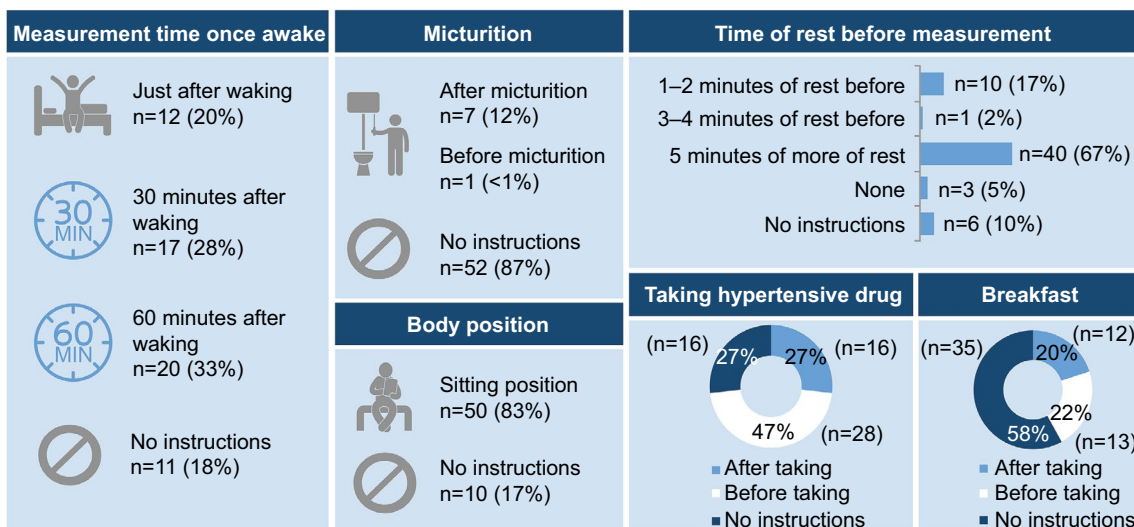 Measurement time once awake
Just after waking
n=12 (20%)
30
MIN
30 minutes after
waking
n=17 (28%)
60
MIN
60 minutes after
waking
n=20 (33%)
No instructions
n=11 (18%)
Micturition
After micturition
n=7 (12%)
Before micturition
n=1 (<1%)
No instructions
n=52 (87%)
Body position
Sitting position
n=50 (83%)
No instructions
n=10 (17%)
Time of rest before measurement
1–2 minutes of rest before n=10 (17%)
3–4 minutes of rest before n=1 (2%)
5 minutes of more of rest n=40 (67%)
None n=3 (5%)
No instructions n=6 (10%)
Taking hypertensive drug
(n=16) 27% 27% (n=16)
47% (n=28)
After taking
Before taking
No instructions
Breakfast
(n=12)
(n=35) 20%
22%
58% (n=13)
After taking
Before taking
No instructions